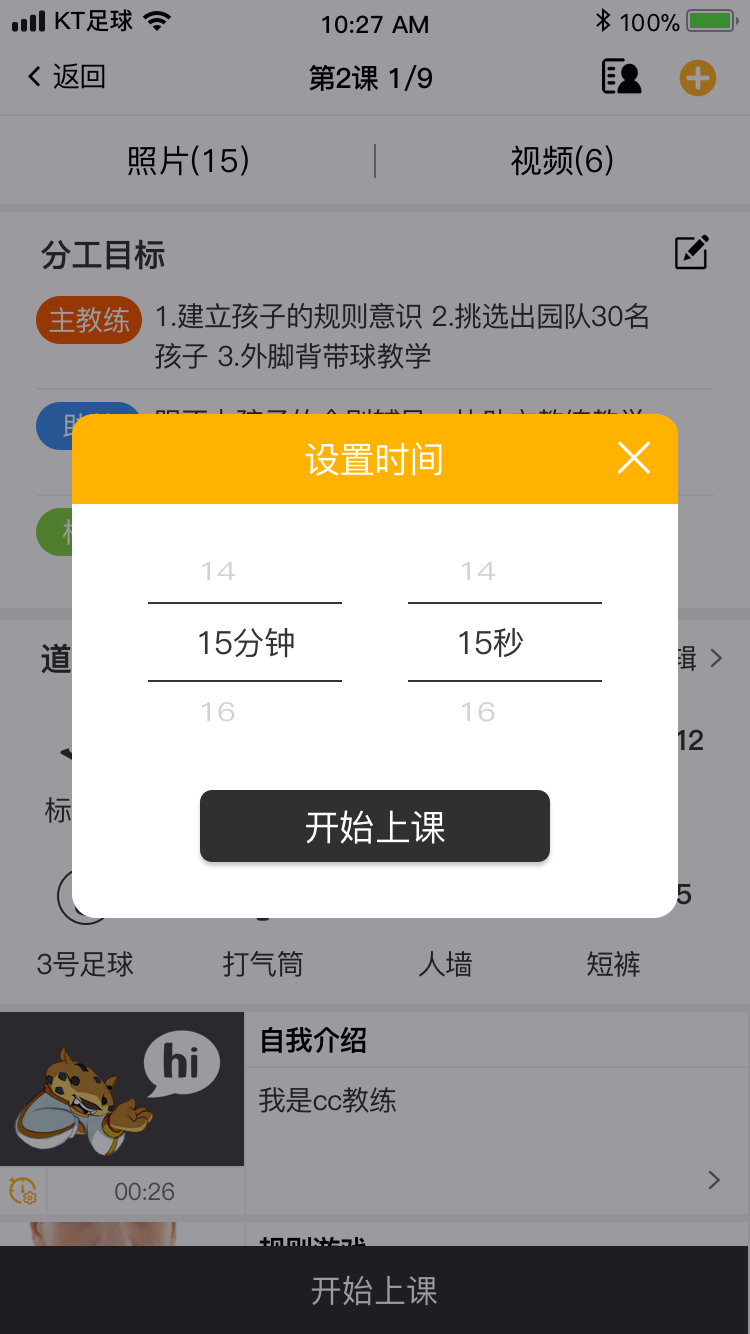 KT足球
10:27 AM
100%
返回
第2课 1/9
照片(15)
视频(6)
分工目标
主教练
1.建立孩子的规则意识 2.挑选出园队30名
孩子 3.外脚背带球教学
设置时间
14
14
15分钟
15秒
16
16
道
辑
12
标
开始上课
5
3号足球
打气筒
人墙
短裤
hi
自我介绍
我是cc教练
00:26
规则游戏
开始上课